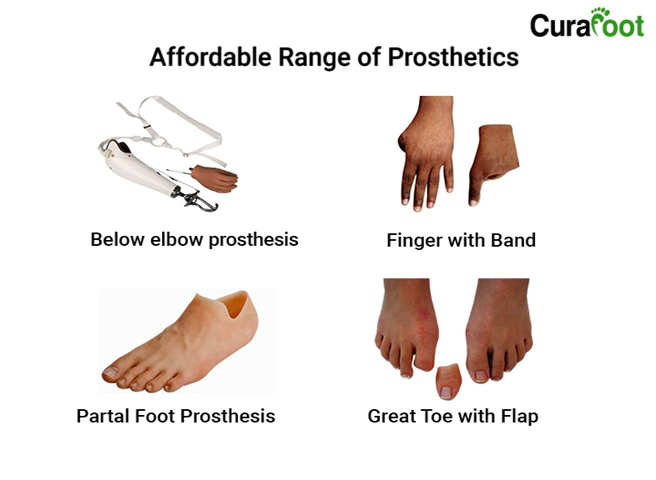 Curafoot
Affordable Range of Prosthetics
Below elbow prosthesis
Finger with Band
Partal Foot Prosthesis
Great Toe with Flap